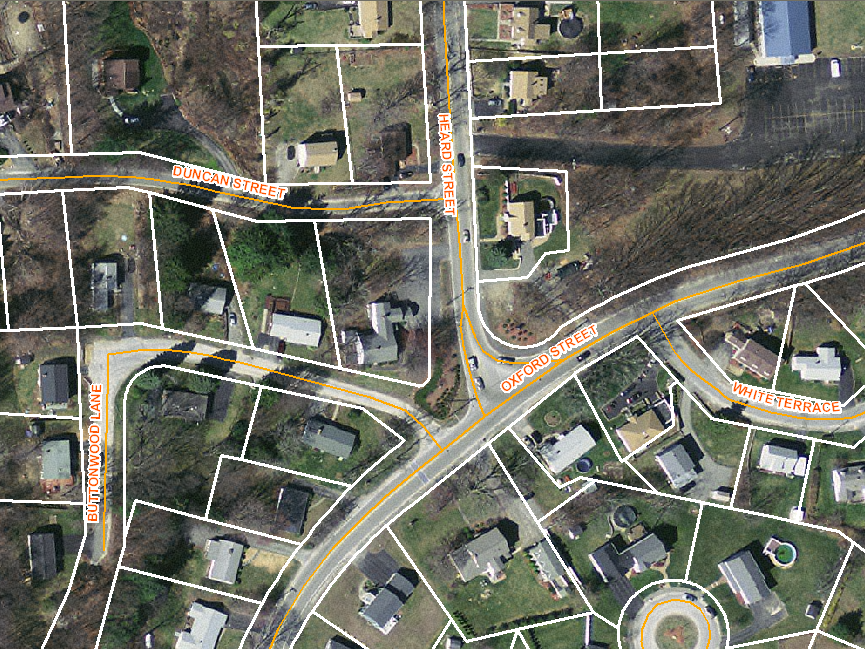 DUNCAN STREET
HEARD STREET
OXFORD STREET
WHITE TERRACE
BUTTONWOOD LANE